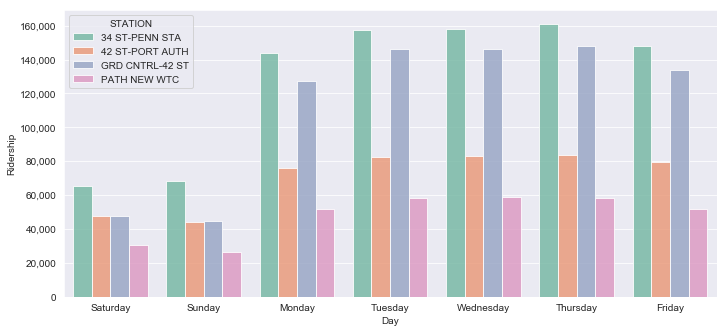 STATION
34 ST-PENN STA
42 ST-PORT AUTH
GRD CNTRL-42 ST
PATH NEW WTC
160,000
140,000
120,000
100,000
80,000
60,000
40,000
20,000
0
Ridership
Saturday Sunday Monday Tuesday Wednesday Thursday Friday
Day